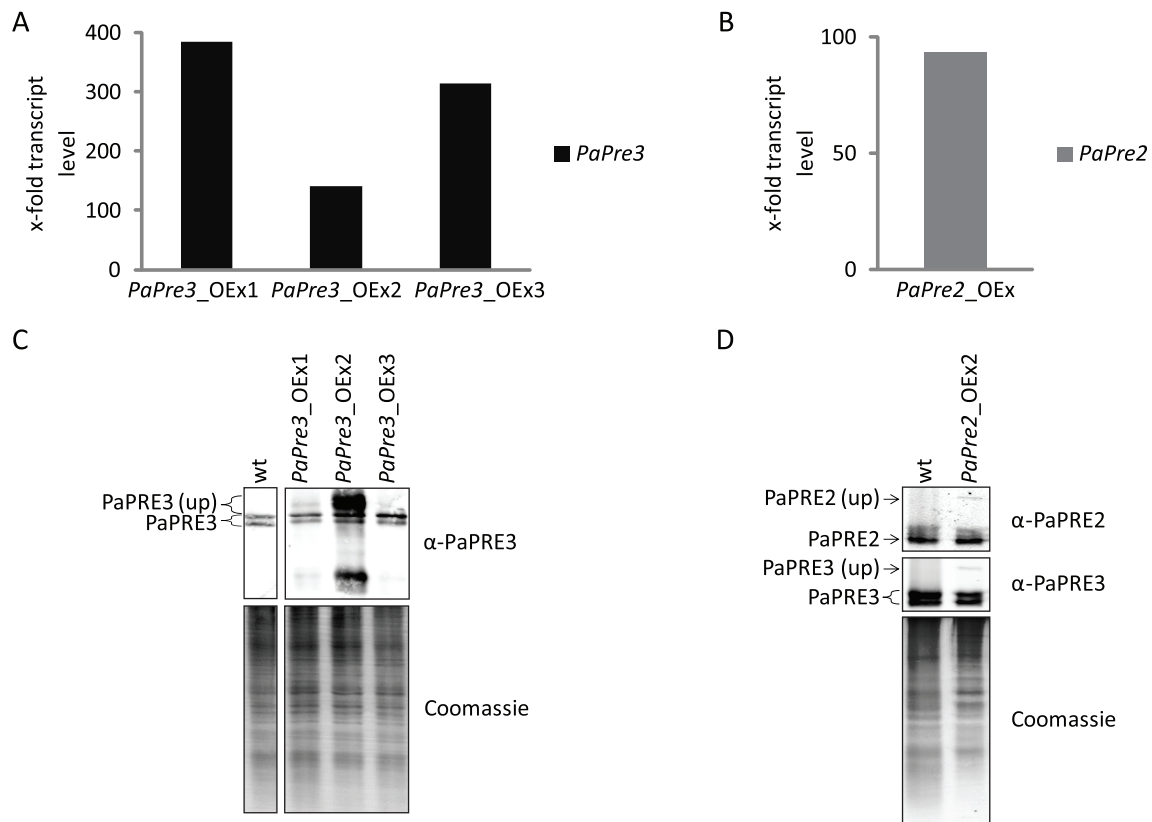 A
x-fold transcript
level
400
300
200
100
0
PaPre3_OEx1 PaPre3_OEx2 PaPre3_OEx3
PaPre3
B
x-fold transcript
level
100
50
0
PaPre2_OEx
PaPre2
C
wt
PaPre3_OEx1
PaPre3_OEx2
PaPre3_OEx3
PaPRE3 (up)
PaPRE3
α-PaPRE3
Coomassie
D
wt
PaPre2_OEx2
PaPRE2 (up)
PaPRE2
α-PaPRE2
PaPRE3 (up)
PaPRE3
α-PaPRE3
Coomassie